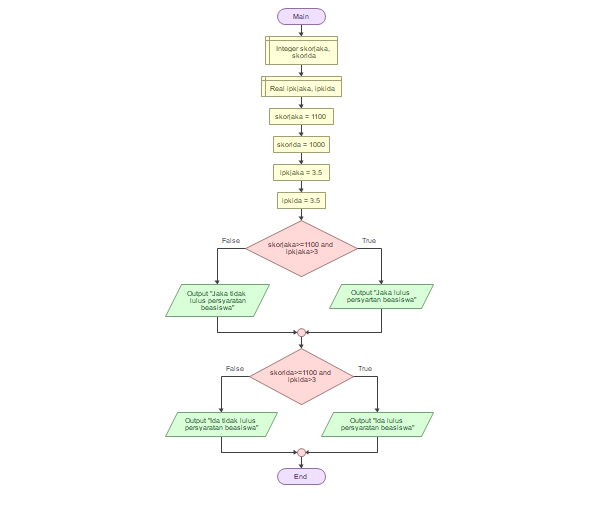 Main
Integer skorjaka,
skorida
Real ipkjaka, ipkida
skorjaka = 1100
skorida = 1000
ipkjaka = 3.5
ipkida = 3.5
False
skorjaka>=1100 and
ipkjaka>3
True
Output "Jaka tidak
lulus persyaratan
beasiswa"
Output "Jaka lulus
persyartan beasiswa"
False
skorida>=1100 and
ipkida>3
True
Output "Ida tidak lulus
persyaratan beasiswa"
Output "Ida lulus
persyaratan beasiswa"
End